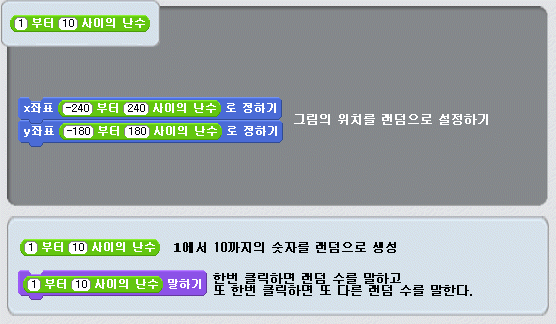 1 부터 10 사이의 난수
x좌표 -240 부터 240 사이의 난수 로 정하기
y좌표 -180 부터 180 사이의 난수 로 정하기
그림의 위치를 랜덤으로 설정하기
1 부터 10 사이의 난수 1에서 10까지의 숫자를 랜덤으로 생성
1 부터 10 사이의 난수 말하기
한번 클릭하면 랜덤 수를 말하고
또 한번 클릭하면 또 다른 랜덤 수를 말한다.